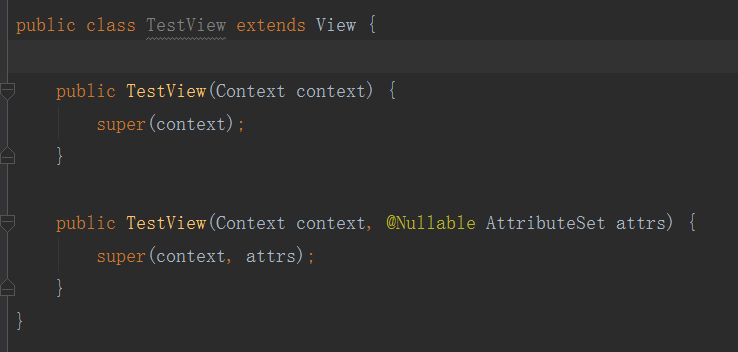 public class TestView extends View {
public TestView(Context context) {
super(context);
}
public TestView(Context context, @Nullable AttributeSet attrs) {
super(context, attrs);
}
}